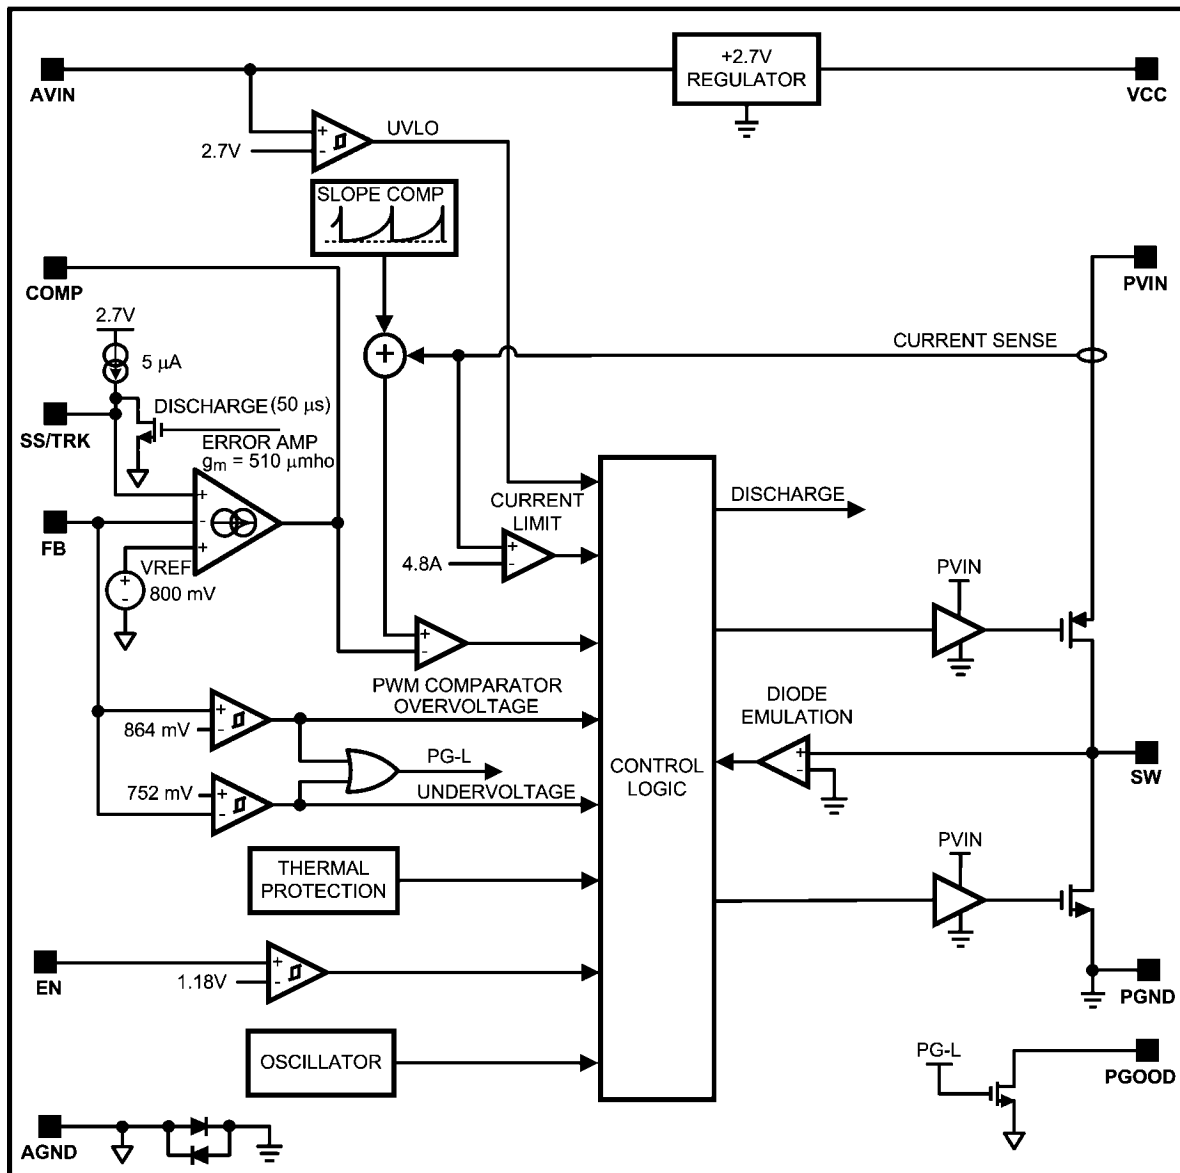 +2.7V
REGULATOR
AVIN
VCC
UVLO
+
-
2.7V
SLOPE COMP
COMP
PVIN
2.7V
5 μA
+
CURRENT SENSE
DISCHARGE (50 μs)
SS/TRK
ERROR AMP
gm = 510 μmho
+
-
+
FB
VREF
+
-
800 mV
CURRENT
LIMIT
+
-
4.8A
DISCHARGE
PVIN
+
-
PWM COMPARATOR
OVERVOLTAGE
+
-
864 mV
PG-L
752 mV
+
-
UNDERVOLTAGE
CONTROL
LOGIC
DIODE
EMULATION
+
-
SW
THERMAL
PROTECTION
PVIN
EN
+
-
1.18V
PGND
OSCILLATOR
PG-L
PGOOD
AGND